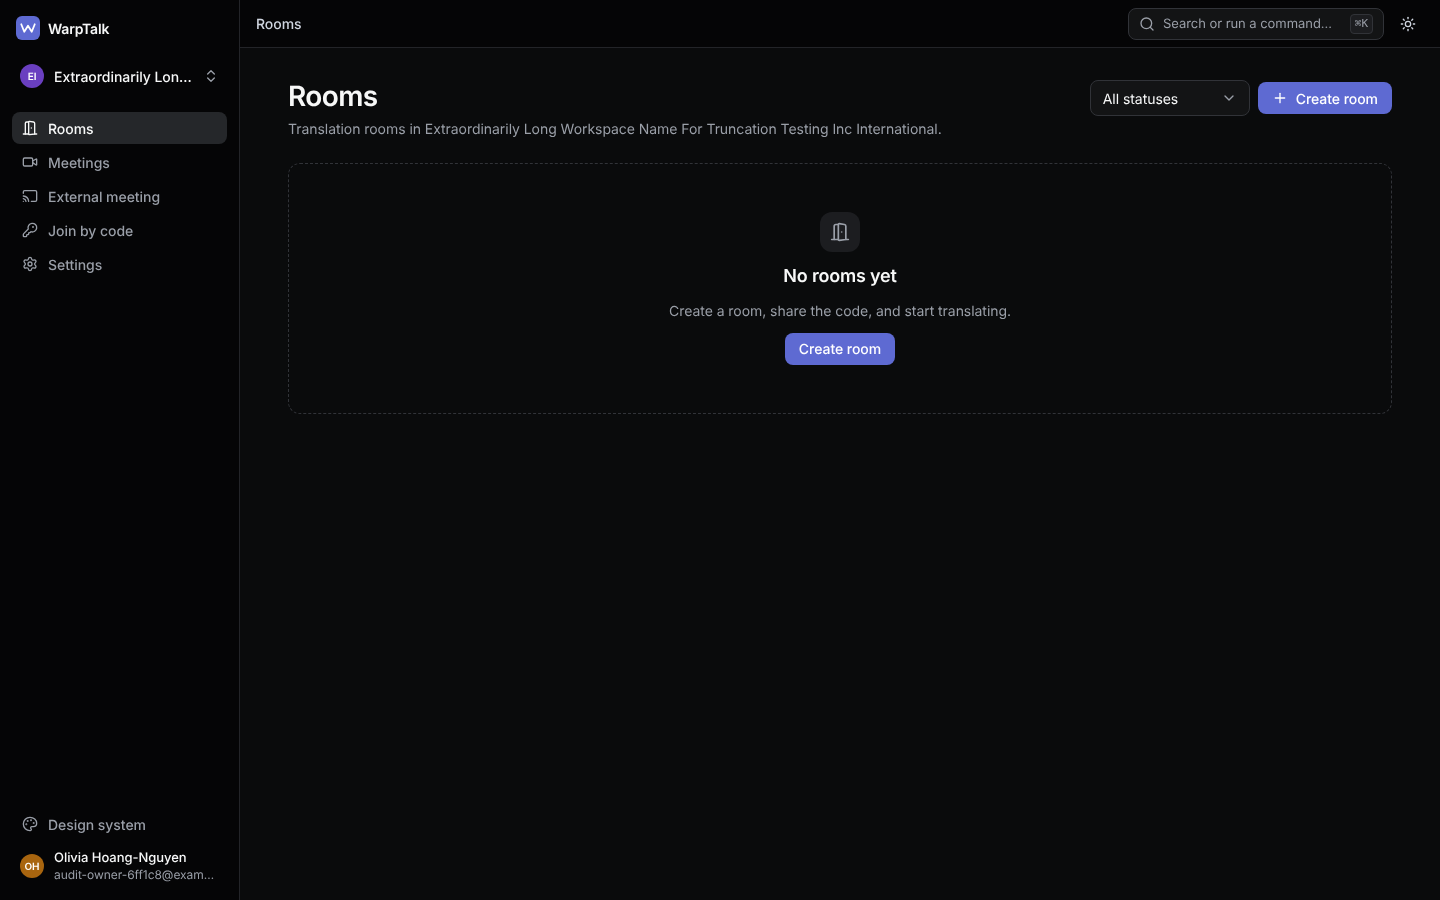 WarpTalk
EI
Extraordinarily Lon...
Rooms
Meetings
External meeting
Join by code
Settings
Design system
OH
Olivia Hoang-Nguyen
audit-owner-6ff1c8@exam...
Rooms
Search or run a command...
⌘K
Rooms
Translation rooms in Extraordinarily Long Workspace Name For Truncation Testing Inc International.
All statuses
Create room
No rooms yet
Create a room, share the code, and start translating.
Create room